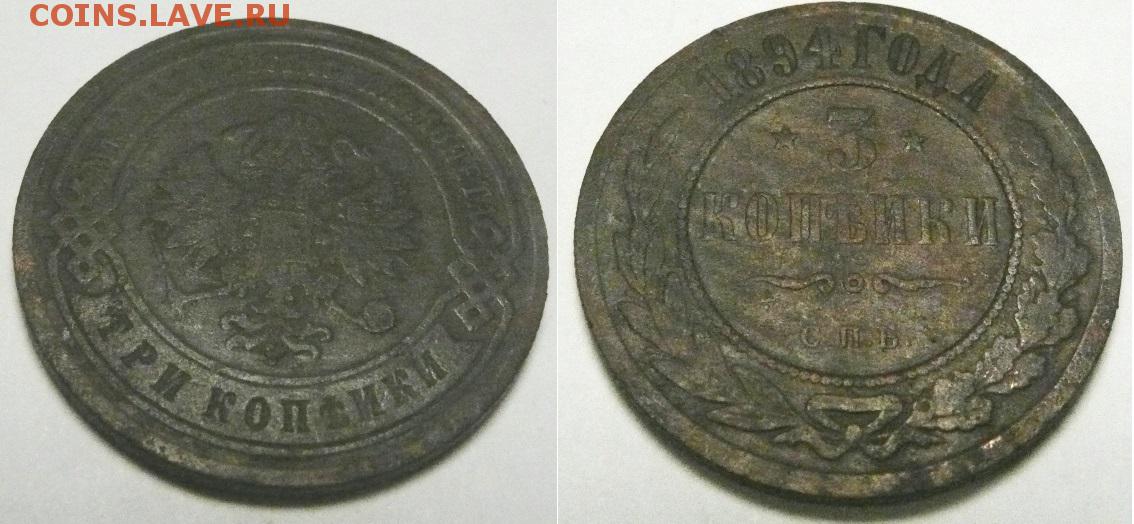 COINS.LAVE.RU
ТРИ КОПѢЙКИ
1894 ГОДА
3
КОПѢЙКИ
С.П.Б.